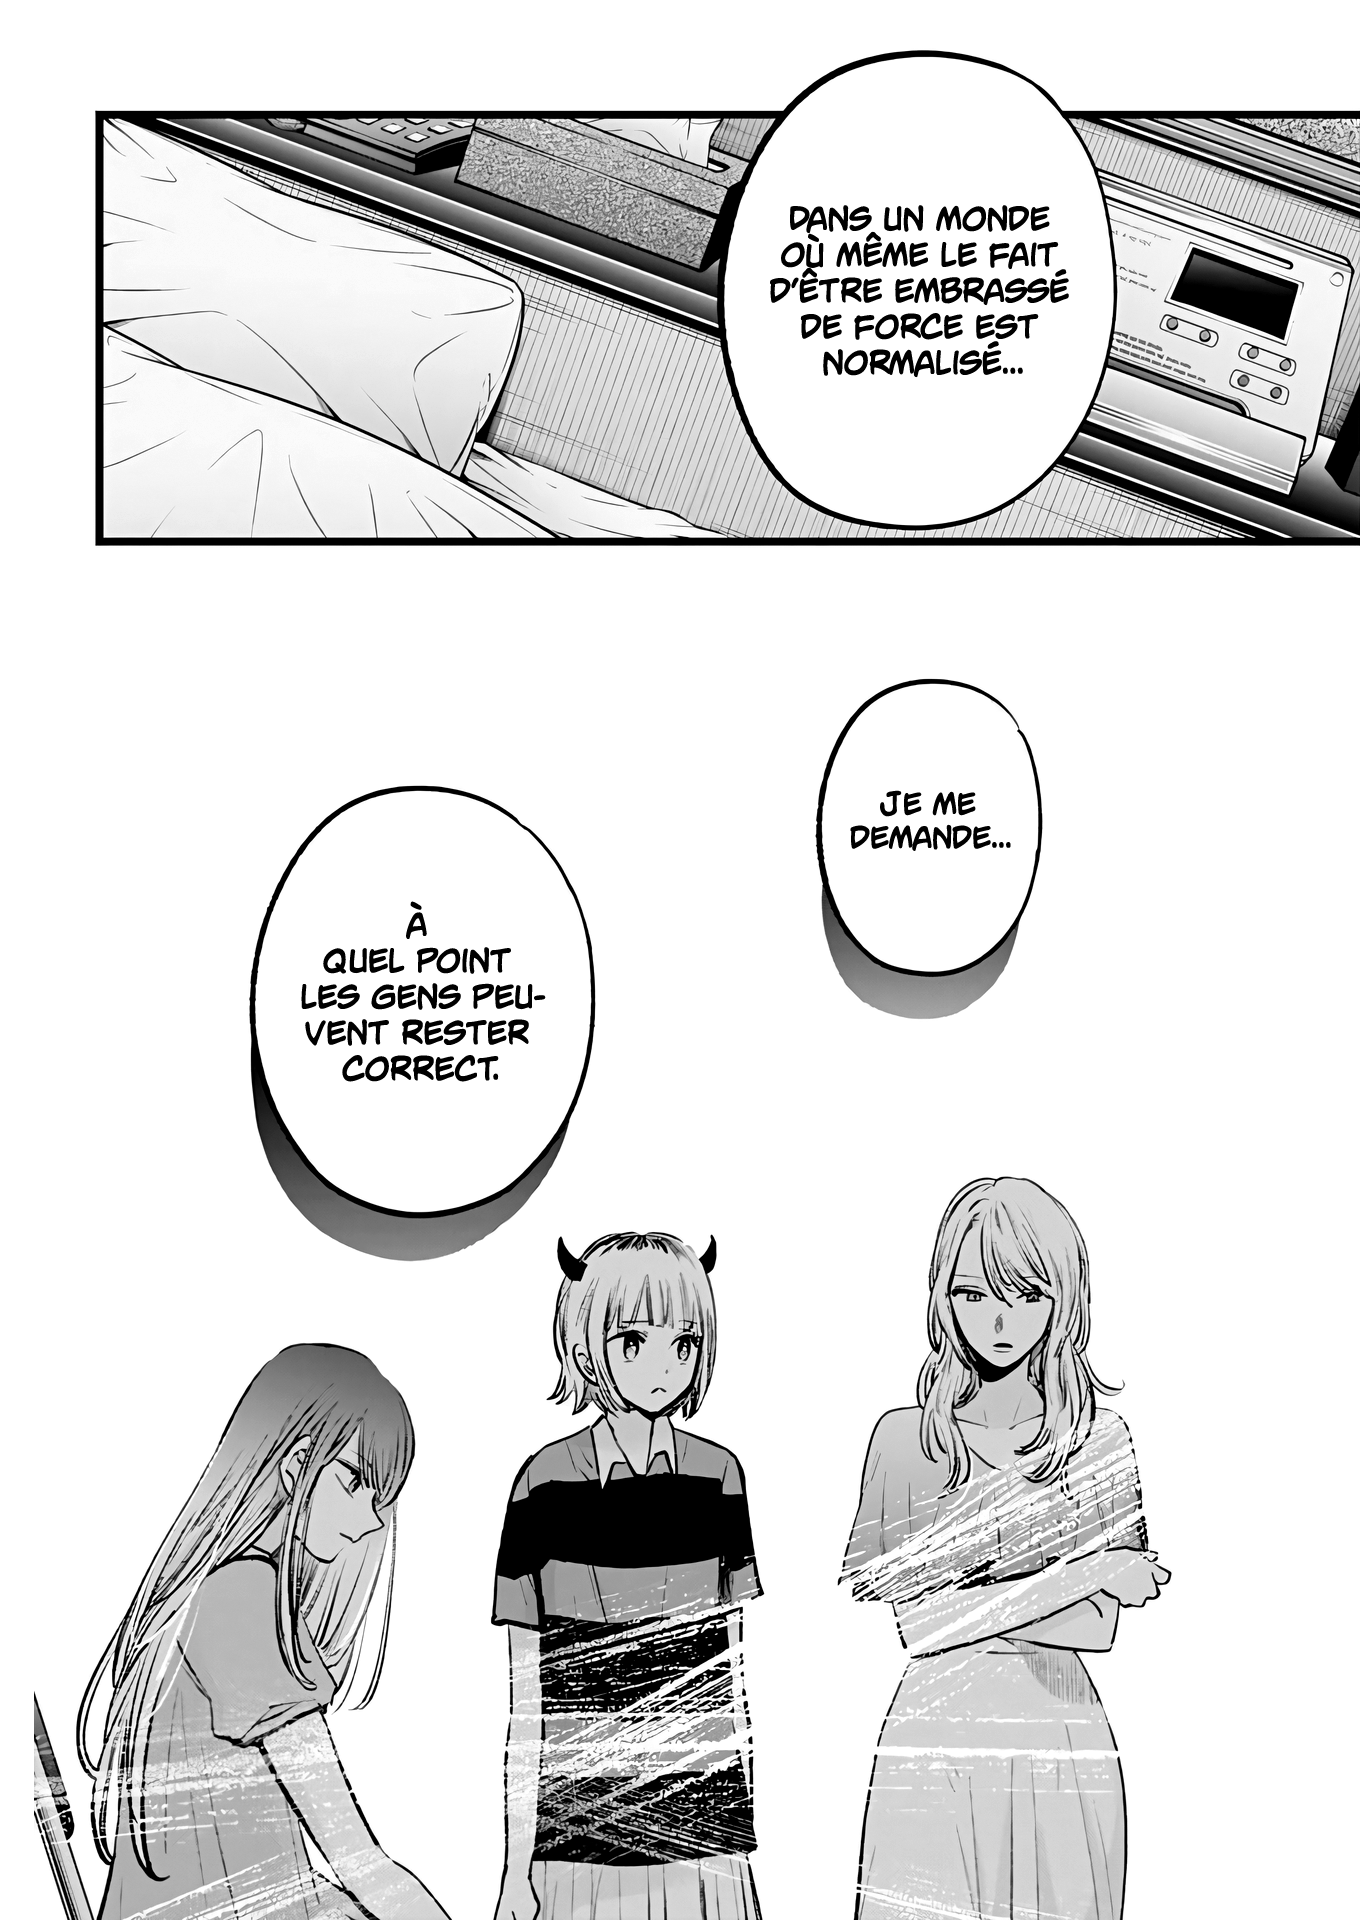 DANS UN MONDE
OÙ MÊME LE FAIT
D'ÊTRE EMBRASSÉ
DE FORCE EST
NORMALISÉ...
JE ME
DEMANDE...
À
QUEL POINT
LES GENS PEU-
VENT RESTER
CORRECT.